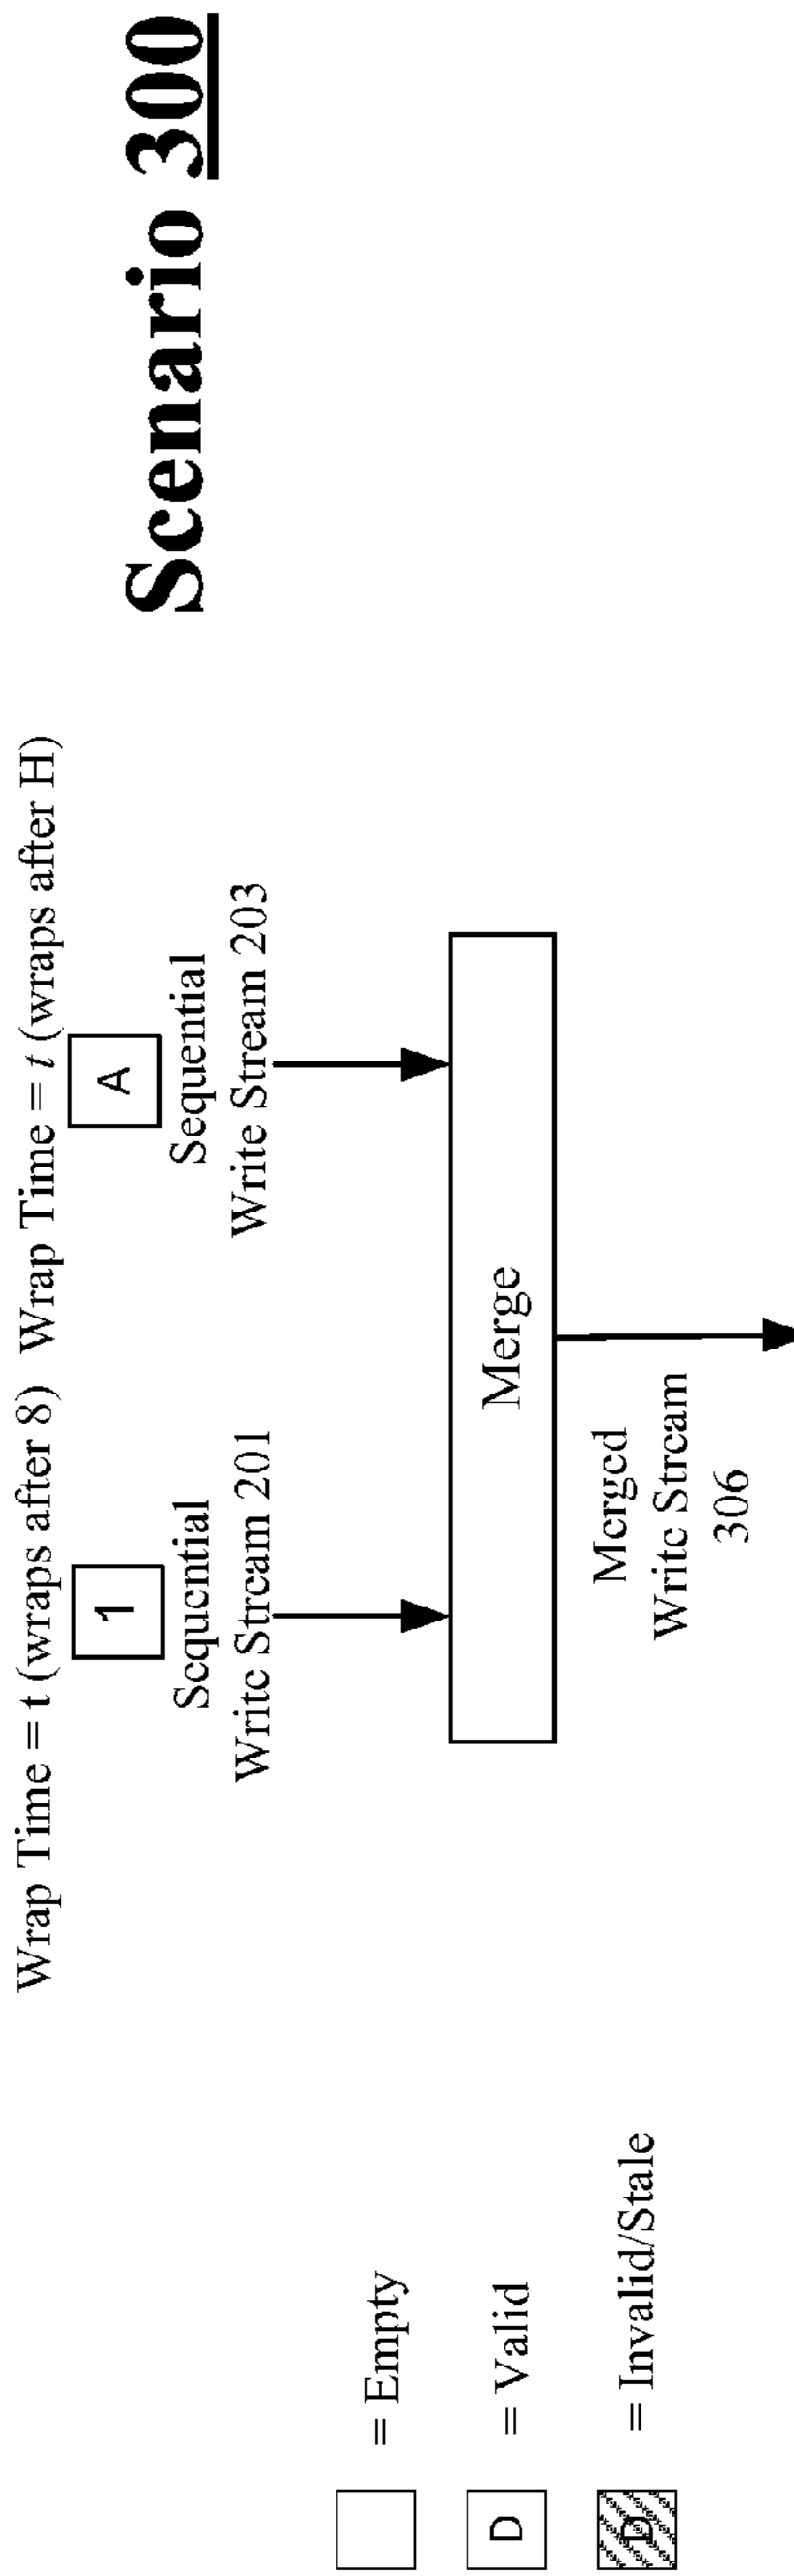 Scenario 300
Wrap Time = t (wraps after 8)
Wrap Time = t (wraps after H)
1
A
Sequential
Write Stream 201
Sequential
Write Stream 203
Merge
Merged
Write Stream
306
= Empty
D = Valid
D = Invalid/Stale